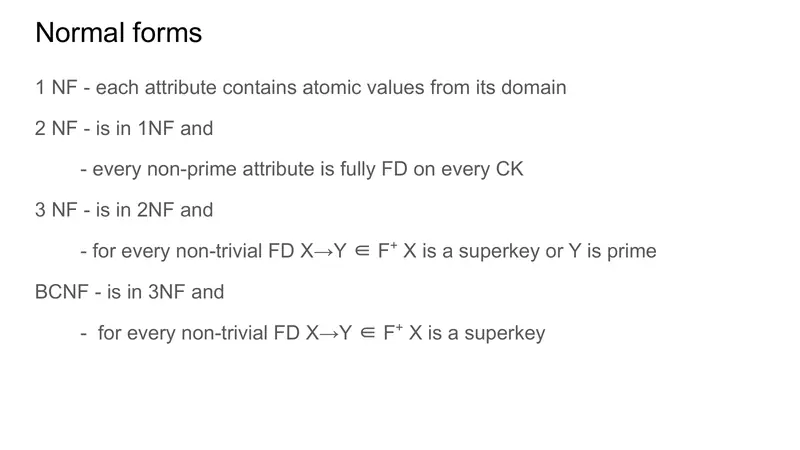 Normal forms
1 NF - each attribute contains atomic values from its domain
2 NF - is in 1NF and
- every non-prime attribute is fully FD on every CK
3 NF - is in 2NF and
- for every non-trivial FD X→Y ∈ F⁺ X is a superkey or Y is prime
BCNF - is in 3NF and
- for every non-trivial FD X→Y ∈ F⁺ X is a superkey